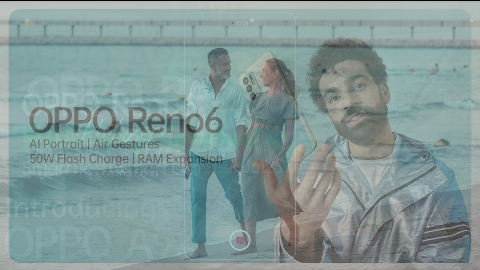 OPPO Reno6
AI Portrait | Air Gestures
50W Flash Charge | RAM Expansion
Introducing
OPPO A